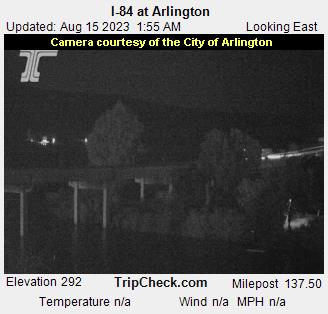 I-84 at Arlington
Updated: Aug 15 2023 1:55 AM Looking East
Camera courtesy of the City of Arlington
Elevation 292 TripCheck.com Milepost 137.50
Temperature n/a Wind n/a MPH n/a